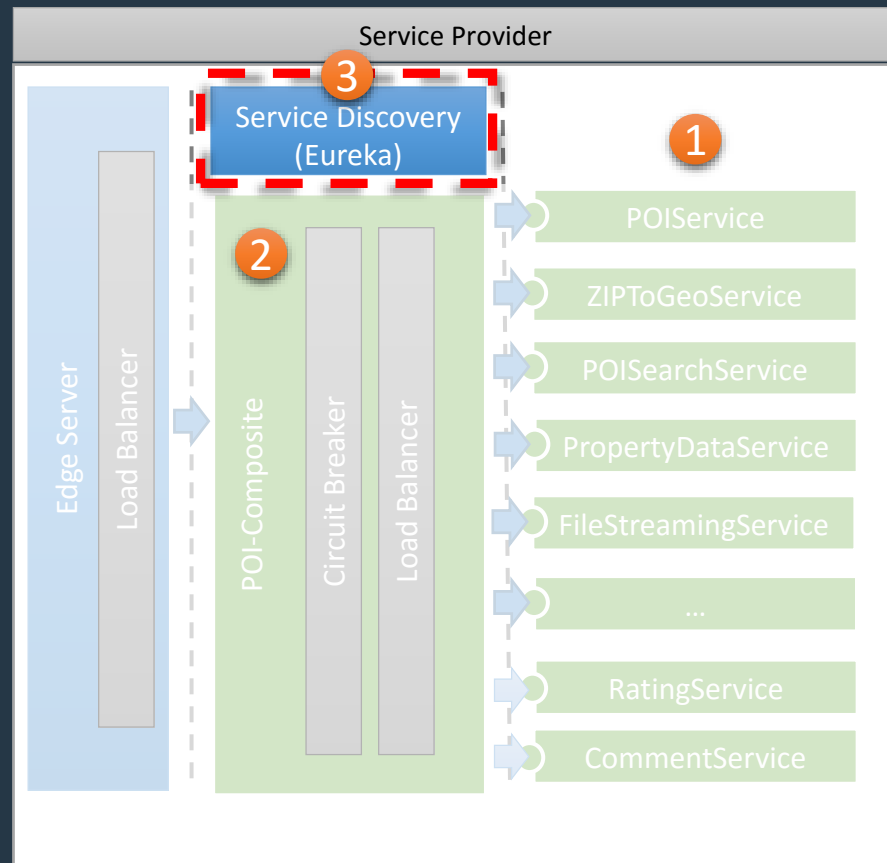 Service Provider
3
Service Discovery
(Eureka)
1
2
Edge Server
Load Balancer
POI-Composite
Circuit Breaker
Load Balancer
POIService
ZIPToGeoService
POISearchService
PropertyDataService
FileStreamingService
...
RatingService
CommentService